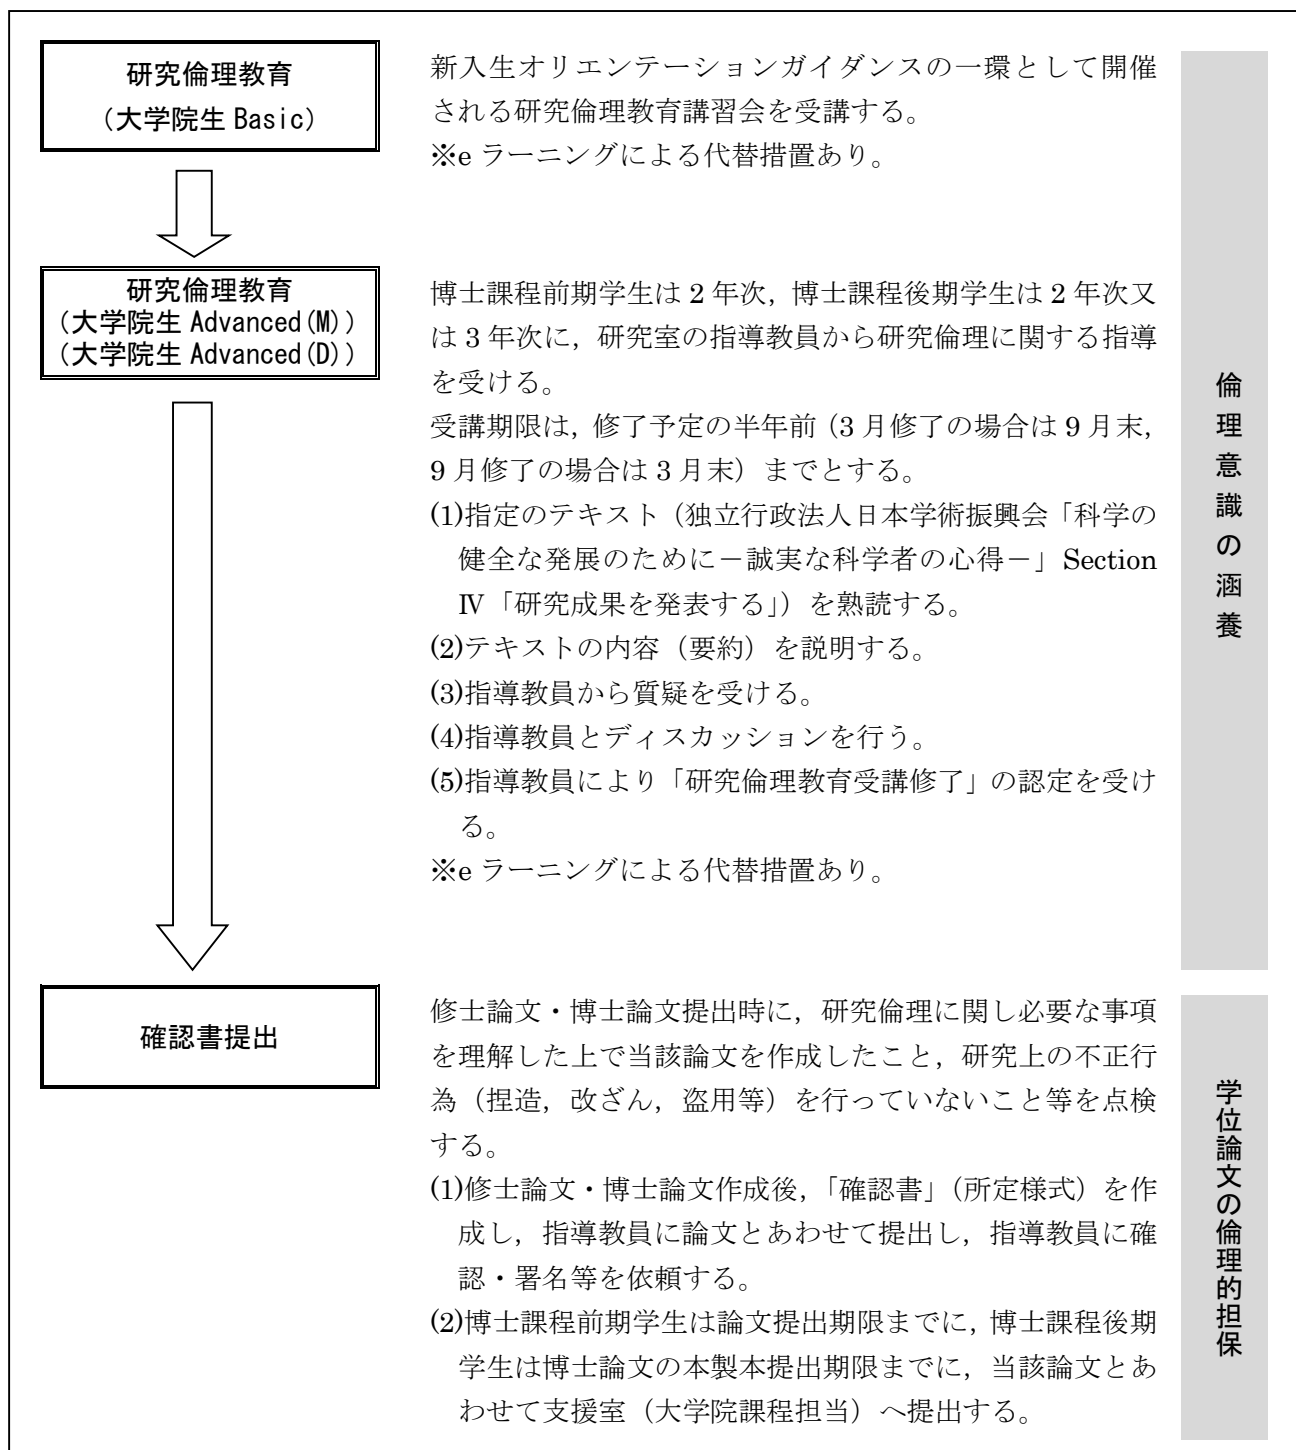 研究倫理教育
（大学院生 Basic）
新入生オリエンテーションガイダンスの一環として開催
される研究倫理教育講習会を受講する。
※e ラーニングによる代替措置あり。
研究倫理教育
（大学院生 Advanced(M)）
（大学院生 Advanced(D)）
博士課程前期学生は 2 年次，博士課程後期学生は 2 年次又
は 3 年次に，研究室の指導教員から研究倫理に関する指導
を受ける。
受講期限は，修了予定の半年前（3 月修了の場合は 9 月末，
9 月修了の場合は 3 月末）までとする。
(1)指定のテキスト（独立行政法人日本学術振興会「科学の
健全な発展のために－誠実な科学者の心得－」Section
Ⅳ「研究成果を発表する」）を熟読する。
(2)テキストの内容（要約）を説明する。
(3)指導教員から質疑を受ける。
(4)指導教員とディスカッションを行う。
(5)指導教員により「研究倫理教育受講修了」の認定を受け
る。
※e ラーニングによる代替措置あり。
倫理意識の涵養
確認書提出
修士論文・博士論文提出時に，研究倫理に関し必要な事項
を理解した上で当該論文を作成したこと，研究上の不正行
為（捏造，改ざん，盗用等）を行っていないこと等を点検
する。
(1)修士論文・博士論文作成後，「確認書」（所定様式）を作
成し，指導教員に論文とあわせて提出し，指導教員に確
認・署名等を依頼する。
(2)博士課程前期学生は論文提出期限までに，博士課程後期
学生は博士論文の本製本提出期限までに，当該論文とあ
わせて支援室（大学院課程担当）へ提出する。
学位論文の倫理的担保